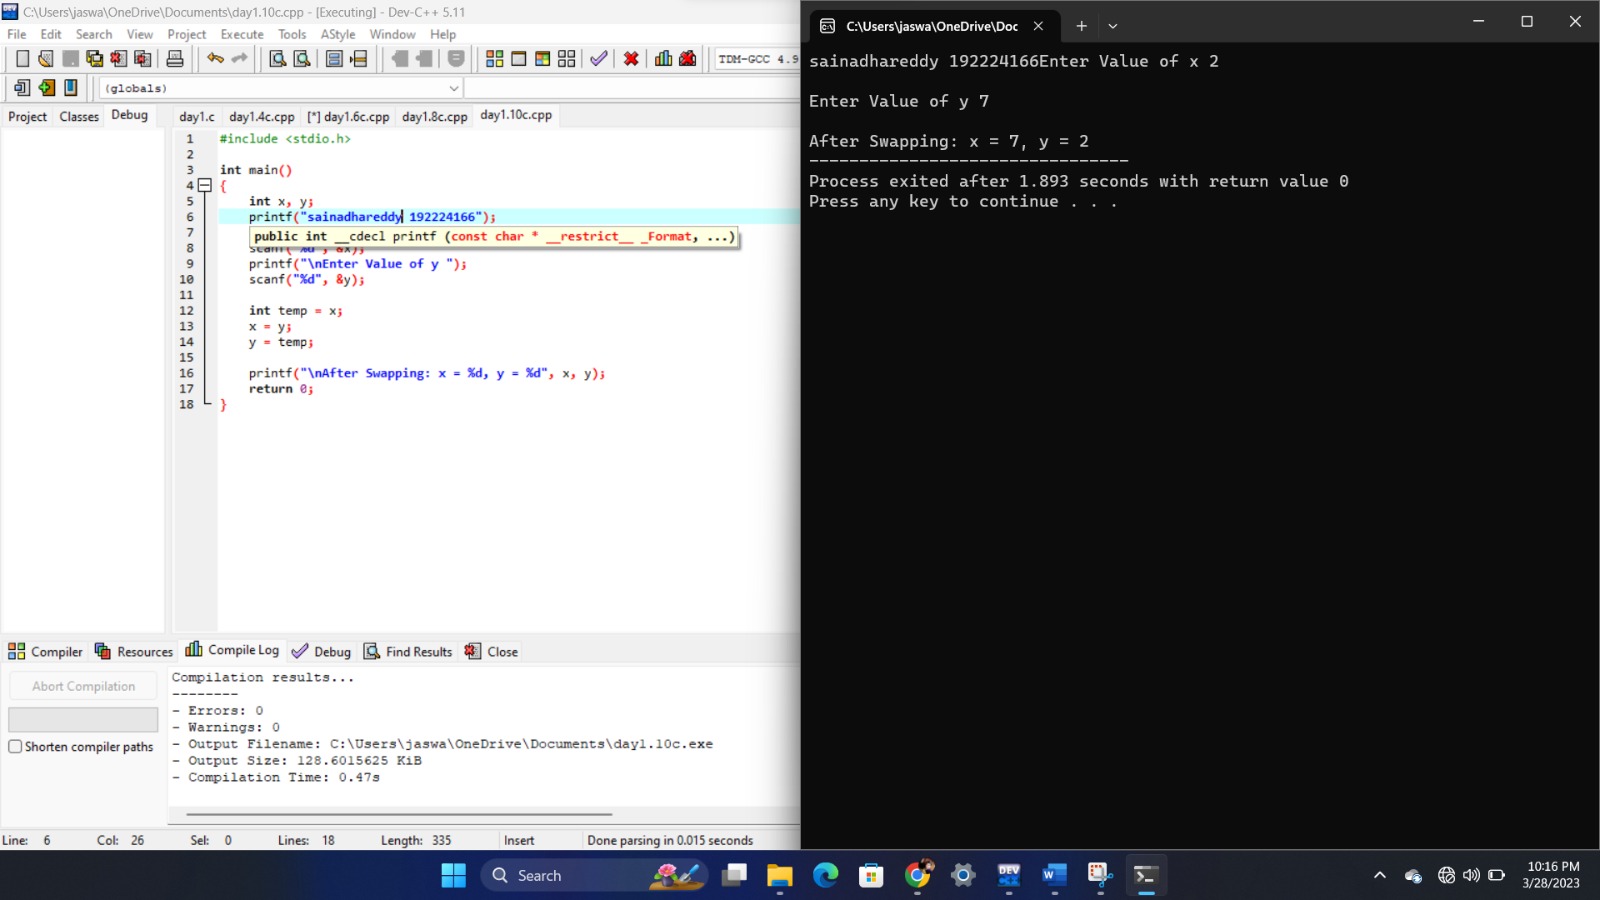 C:\Users\jaswa\OneDrive\Documents\day1.10c.cpp - [Executing] - Dev-C++ 5.11
File Edit Search View Project Execute Tools AStyle Window Help
TDM-GCC 4.9
(globals)
Project Classes Debug
day1.c day1.4c.cpp [*] day1.6c.cpp day1.8c.cpp day1.10c.cpp
1 #include <stdio.h>
2
3 int main()
4 {
5 int x, y;
6 printf("sainadhareddy 192224166");
7
public int __cdecl printf (const char * __restrict__ _Format, ...)
8 scanf("%d", &x);
9 printf("\nEnter Value of y ");
10 scanf("%d", &y);
11
12 int temp = x;
13 x = y;
14 y = temp;
15
16 printf("\nAfter Swapping: x = %d, y = %d", x, y);
17 return 0;
18 }
Compiler Resources Compile Log Debug Find Results Close
Abort Compilation
Shorten compiler paths
Compilation results...
--------
- Errors: 0
- Warnings: 0
- Output Filename: C:\Users\jaswa\OneDrive\Documents\day1.10c.exe
- Output Size: 128.6015625 KiB
- Compilation Time: 0.47s
Line: 6 Col: 26 Sel: 0 Lines: 18 Length: 335 Insert Done parsing in 0.015 seconds
C:\Users\jaswa\OneDrive\Doc
sainadhareddy 192224166Enter Value of x 2
Enter Value of y 7
After Swapping: x = 7, y = 2
--------------------------------
Process exited after 1.893 seconds with return value 0
Press any key to continue . . .
Search
DEV
W
10:16 PM
3/28/2023